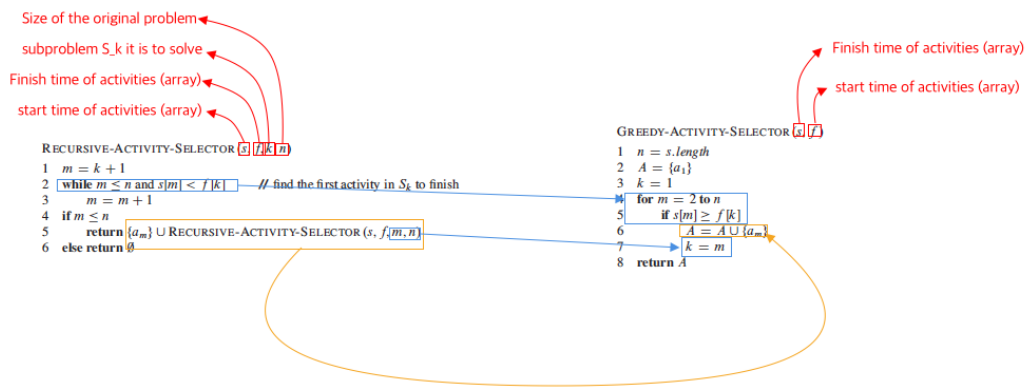 Size of the original problem
subproblem S_k it is to solve
Finish time of activities (array)
start time of activities (array)
RECURSIVE-ACTIVITY-SELECTOR(s, f, k, n)
1 m = k + 1
2 while m ≤ n and s[m] < f[k] // find the first activity in Sₖ to finish
3 m = m + 1
4 if m ≤ n
5 return {aₘ} ∪ RECURSIVE-ACTIVITY-SELECTOR(s, f, m, n)
6 else return ∅
Finish time of activities (array)
start time of activities (array)
GREEDY-ACTIVITY-SELECTOR(s, f)
1 n = s.length
2 A = {a₁}
3 k = 1
4 for m = 2 to n
5 if s[m] ≥ f[k]
6 A = A ∪ {aₘ}
7 k = m
8 return A